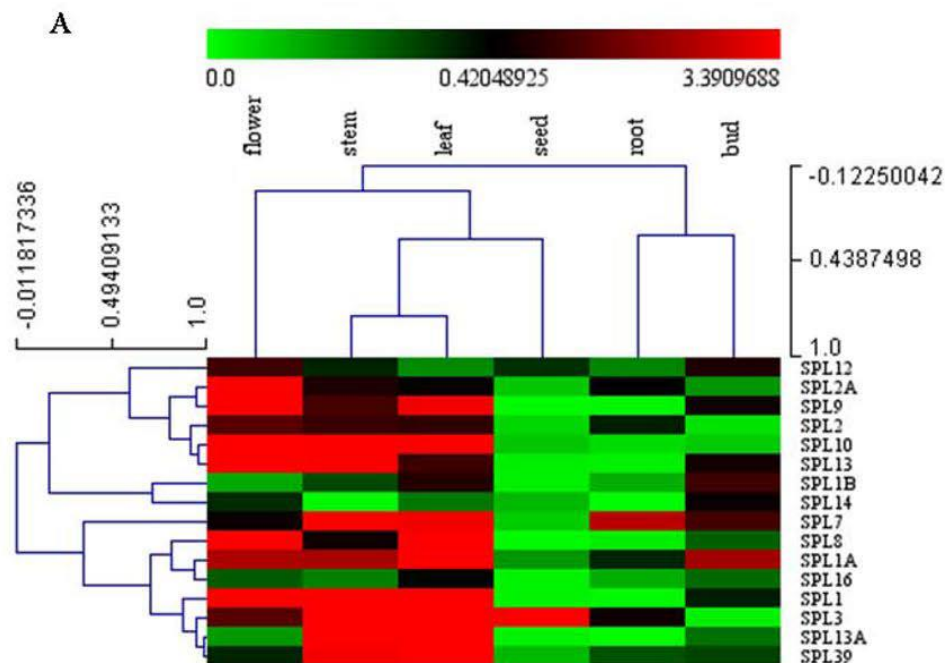 A
0.0 0.42048925 3.3909688
flower stem leaf seed root bud
-0.12250042
0.4387498
1.0
-0.011817336 0.49409133 1.0
SPL12
SPL2A
SPL9
SPL2
SPL10
SPL13
SPL1B
SPL14
SPL7
SPL8
SPL1A
SPL16
SPL1
SPL3
SPL13A
SPL39